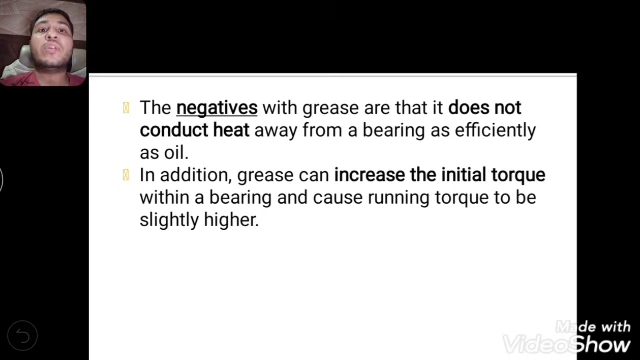 The negatives with grease are that it does not
conduct heat away from a bearing as efficiently
as oil.
In addition, grease can increase the initial torque
within a bearing and cause running torque to be
slightly higher.
Made with
VideoShow